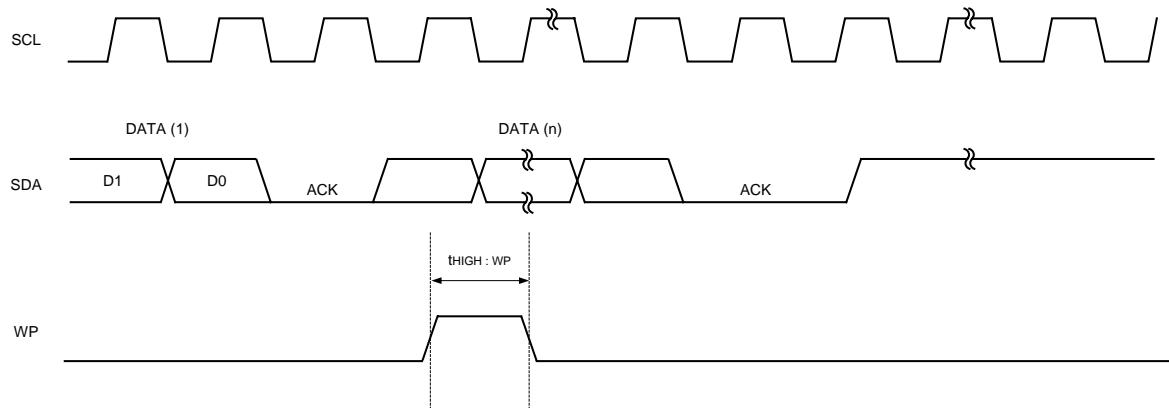 SCL
DATA (1) DATA (n)
SDA D1 D0 ACK ACK
tHIGH : WP
WP